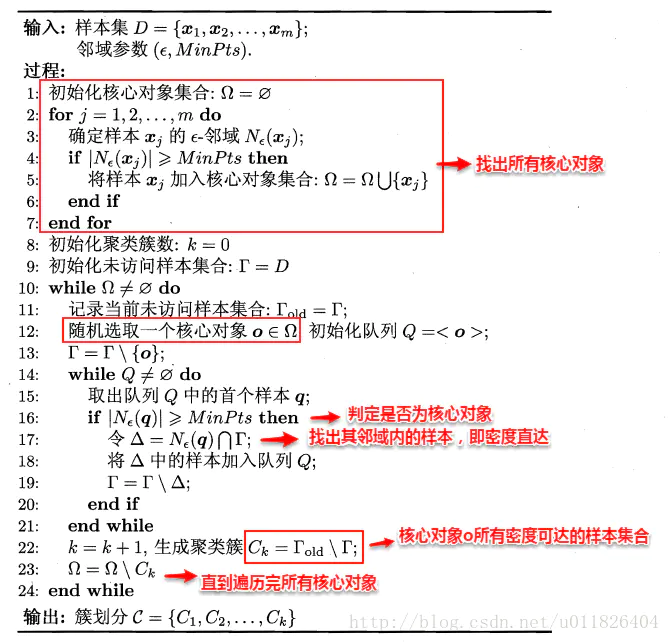 输入: 样本集 D = {x₁, x₂, . . . , xₘ};
邻域参数 (ϵ, MinPts).
过程:
1: 初始化核心对象集合: Ω = ∅
2: for j = 1, 2, . . . , m do
3: 确定样本 xⱼ 的 ϵ-邻域 Nϵ(xⱼ);
4: if |Nϵ(xⱼ)| ⩾ MinPts then
5: 将样本 xⱼ 加入核心对象集合: Ω = Ω ⋃{xⱼ}
6: end if
7: end for
找出所有核心对象
8: 初始化聚类簇数: k = 0
9: 初始化未访问样本集合: Γ = D
10: while Ω ≠ ∅ do
11: 记录当前未访问样本集合: Γold = Γ;
12: 随机选取一个核心对象 o ∈ Ω 初始化队列 Q =< o >;
13: Γ = Γ \ {o};
14: while Q ≠ ∅ do
15: 取出队列 Q 中的首个样本 q;
16: if |Nϵ(q)| ⩾ MinPts then 判定是否为核心对象
17: 令 Δ = Nϵ(q) ⋂ Γ; 找出其邻域内的样本，即密度直达
18: 将 Δ 中的样本加入队列 Q;
19: Γ = Γ \ Δ;
20: end if
21: end while
22: k = k + 1, 生成聚类簇 Cₖ = Γold \ Γ; 核心对象o所有密度可达的样本集合
23: Ω = Ω \ Cₖ 直到遍历完所有核心对象
24: end while
输出: 簇划分 C = {C₁, C₂, . . . , Cₖ}
http://blog.csdn.net/u011826404